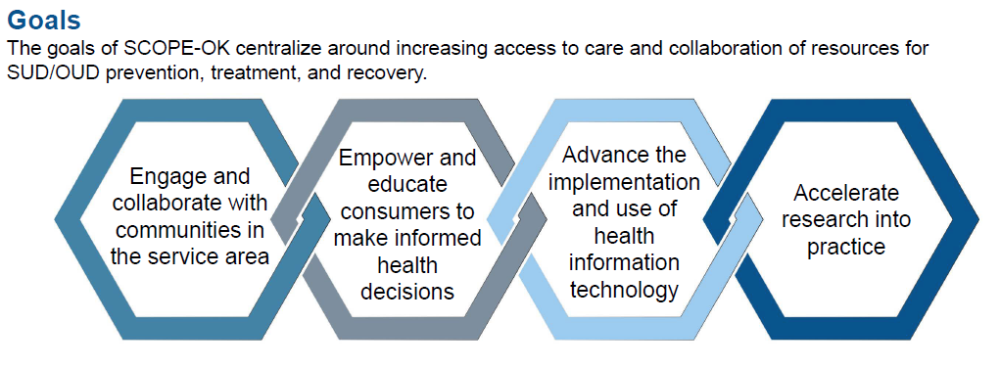 Goals
The goals of SCOPE-OK centralize around increasing access to care and collaboration of resources for
SUD/OUD prevention, treatment, and recovery.
Engage and
collaborate with
communities in
the service area
Empower and
educate
consumers to
make informed
health
decisions
Advance the
implementation
and use of
health
information
technology
Accelerate
research into
practice